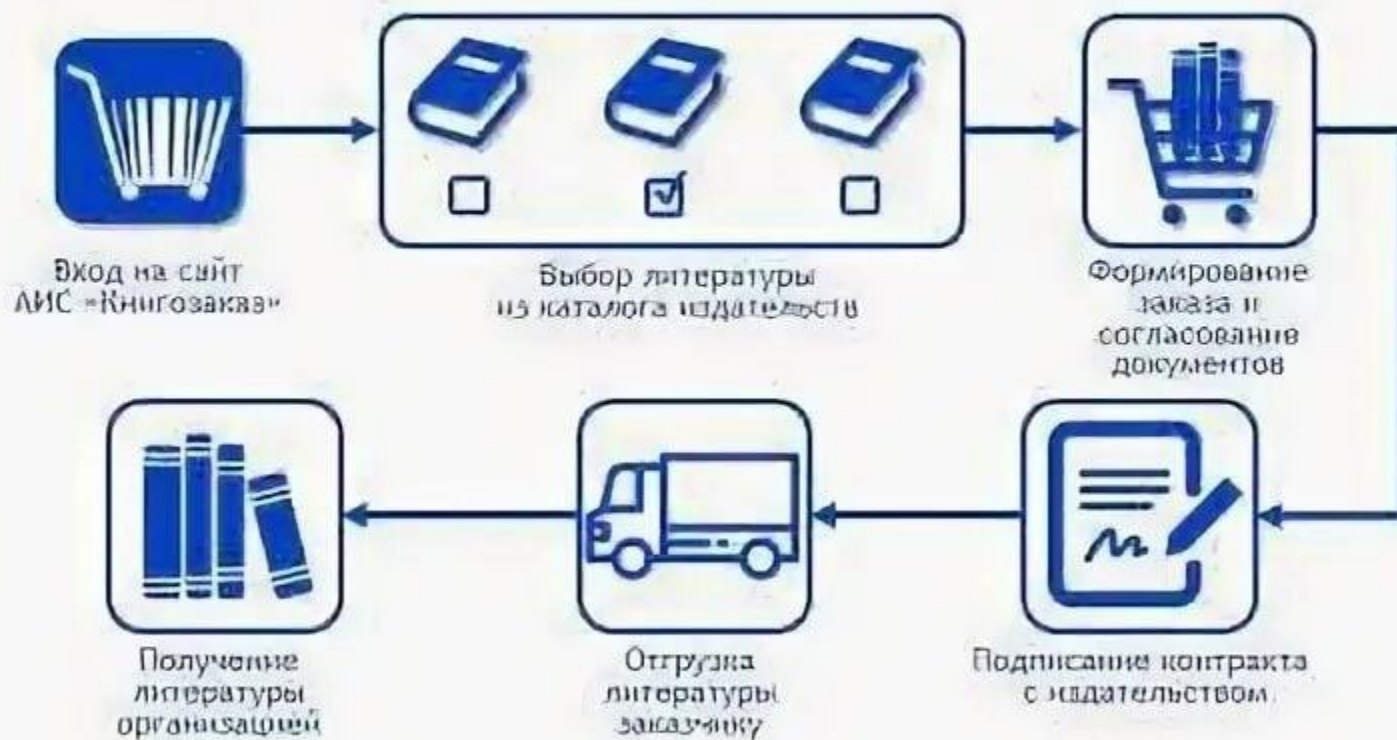 Вход на сайт
АИС «Книгозаказ»
Выбор литературы
из каталога издательств
Формирование
заказа и
согласование
документов
Получение
литературы
организацией
Отгрузка
литературы
заказчику
Подписание контракта
с издательством